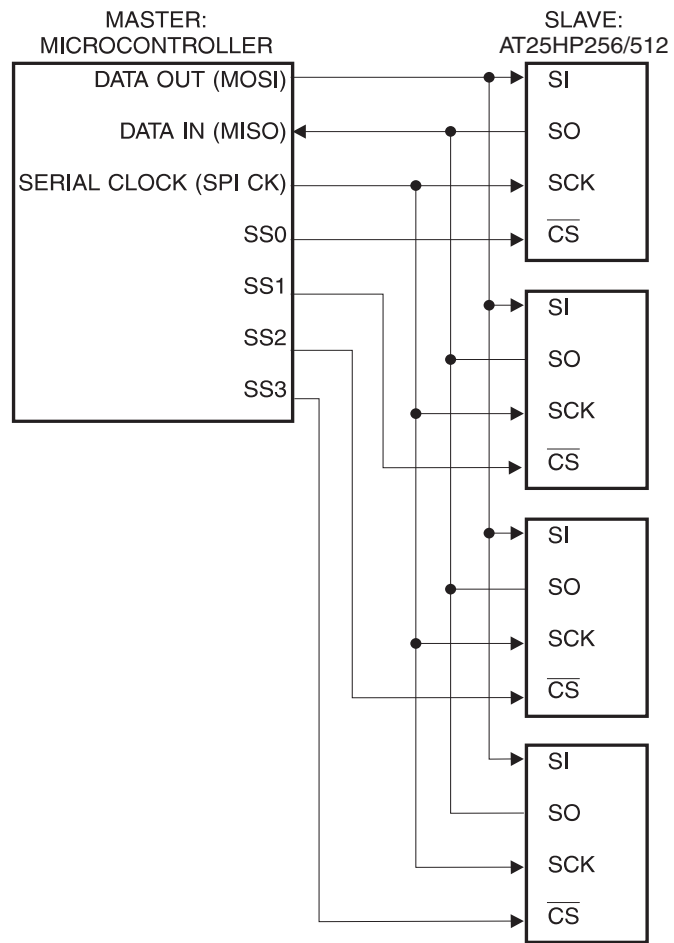 MASTER:
MICROCONTROLLER
SLAVE:
AT25HP256/512
DATA OUT (MOSI)
DATA IN (MISO)
SERIAL CLOCK (SPI CK)
SS0
SS1
SS2
SS3
SI
SO
SCK
CS
SI
SO
SCK
CS
SI
SO
SCK
CS
SI
SO
SCK
CS